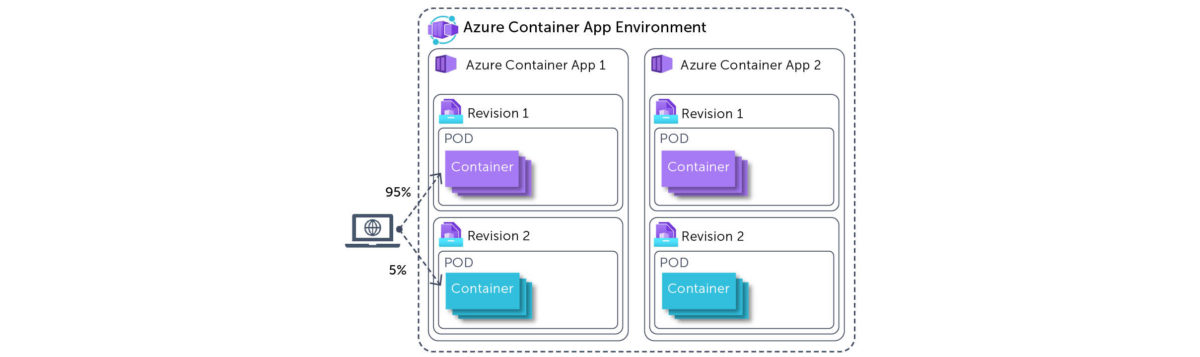 Azure Container App Environment
Azure Container App 1
Revision 1
POD
Container
Revision 2
POD
Container
Azure Container App 2
Revision 1
POD
Container
Revision 2
POD
Container
95%
5%